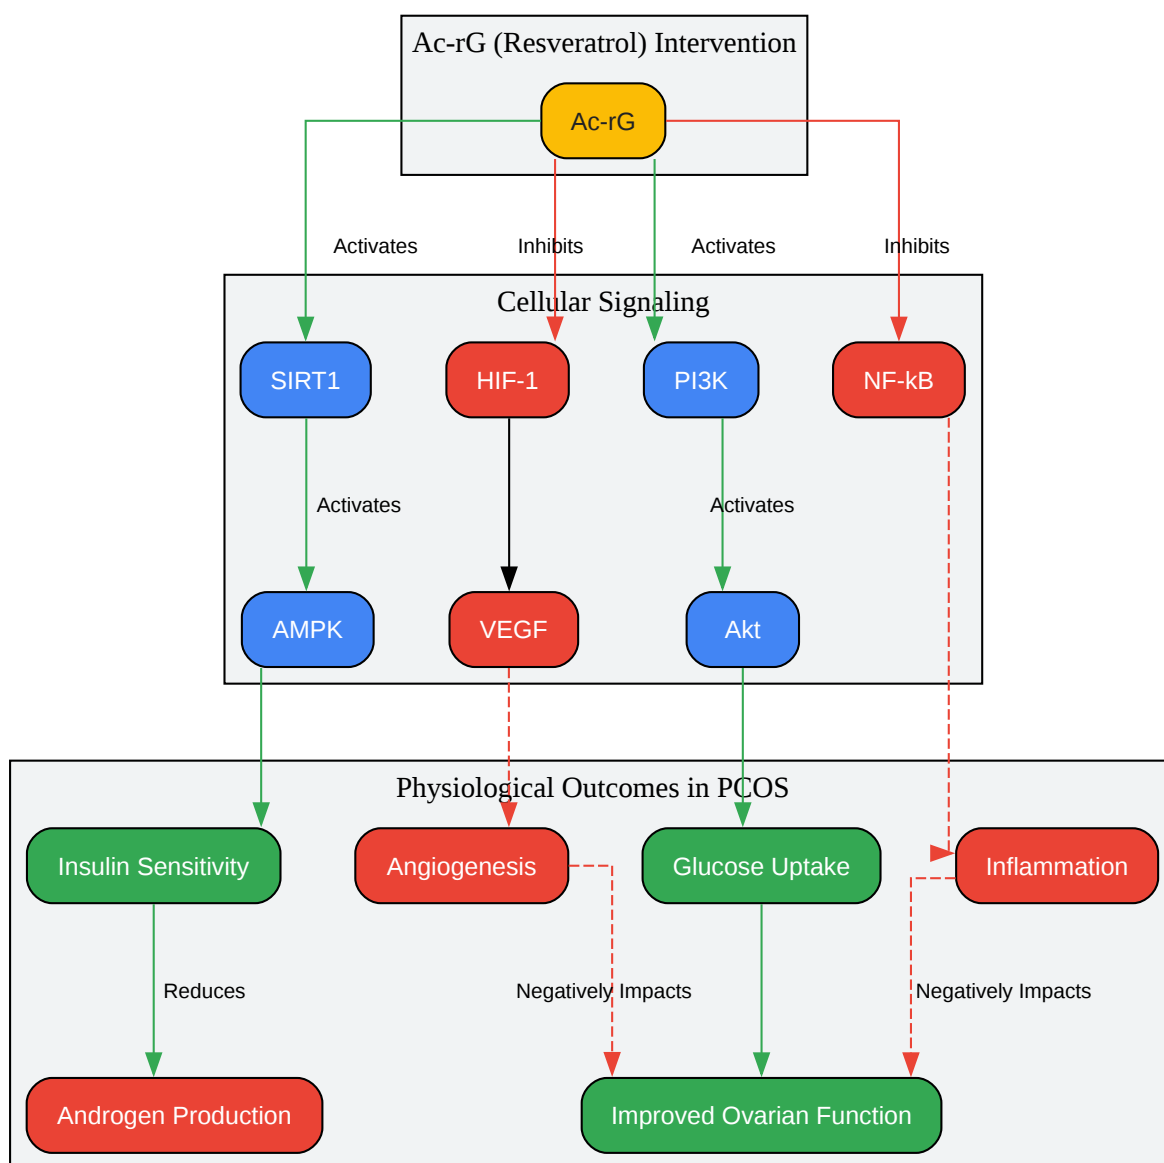 Ac-rG (Resveratrol) Intervention
Ac-rG
Activates
Inhibits
Activates
Inhibits
Cellular Signaling
SIRT1
HIF-1
PI3K
NF-kB
Activates
Activates
AMPK
VEGF
Akt
Physiological Outcomes in PCOS
Insulin Sensitivity
Angiogenesis
Glucose Uptake
Inflammation
Reduces
Negatively Impacts
Negatively Impacts
Androgen Production
Improved Ovarian Function